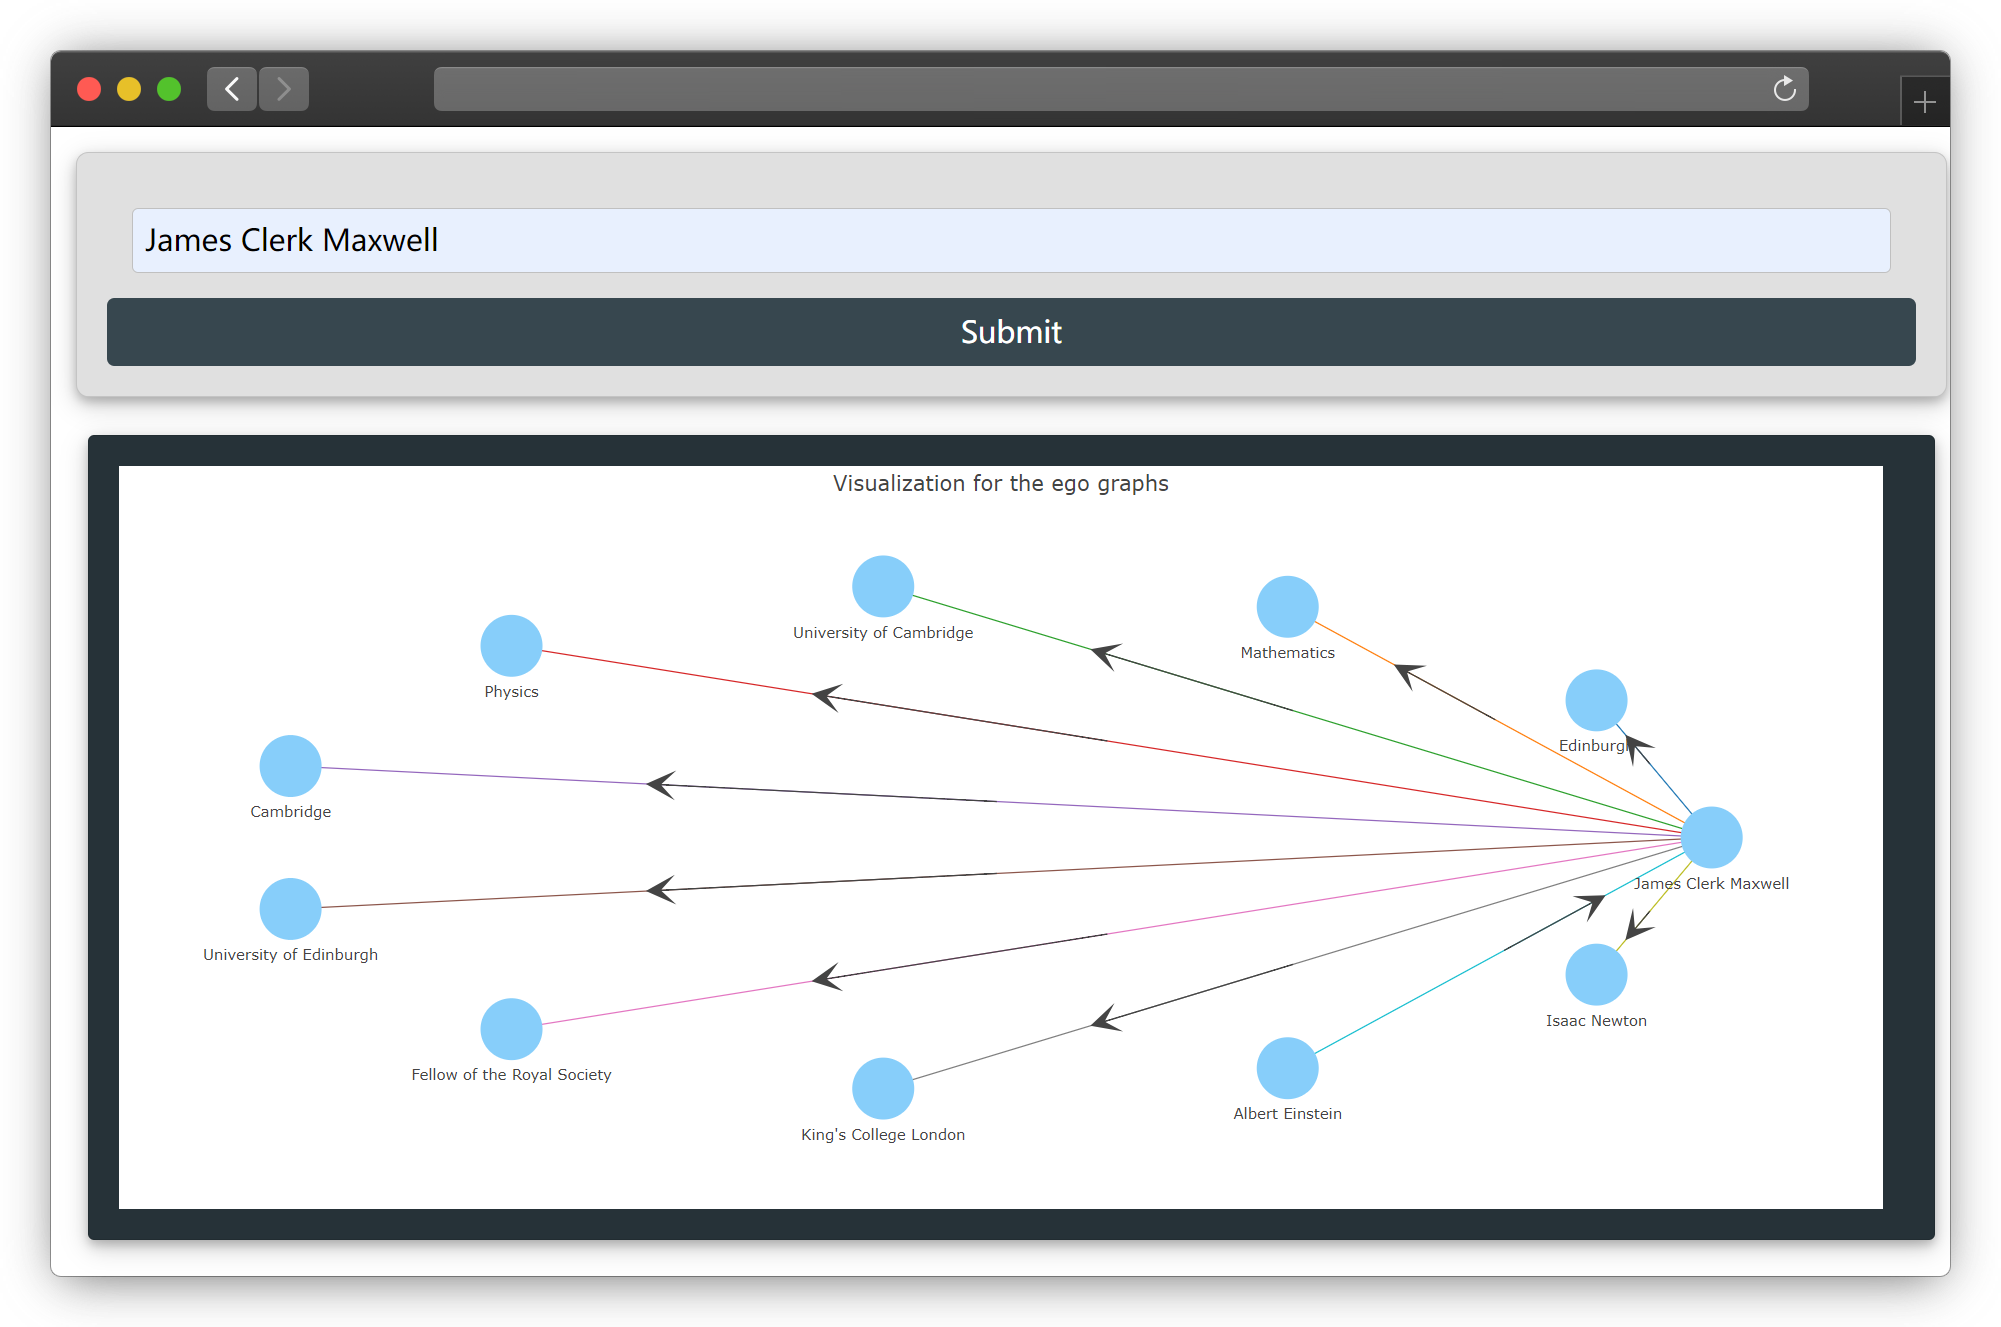 James Clerk Maxwell
Submit
Visualization for the ego graphs
University of Cambridge
Mathematics
Physics
Edinburgh
Cambridge
James Clerk Maxwell
University of Edinburgh
Isaac Newton
Fellow of the Royal Society
Albert Einstein
King's College London